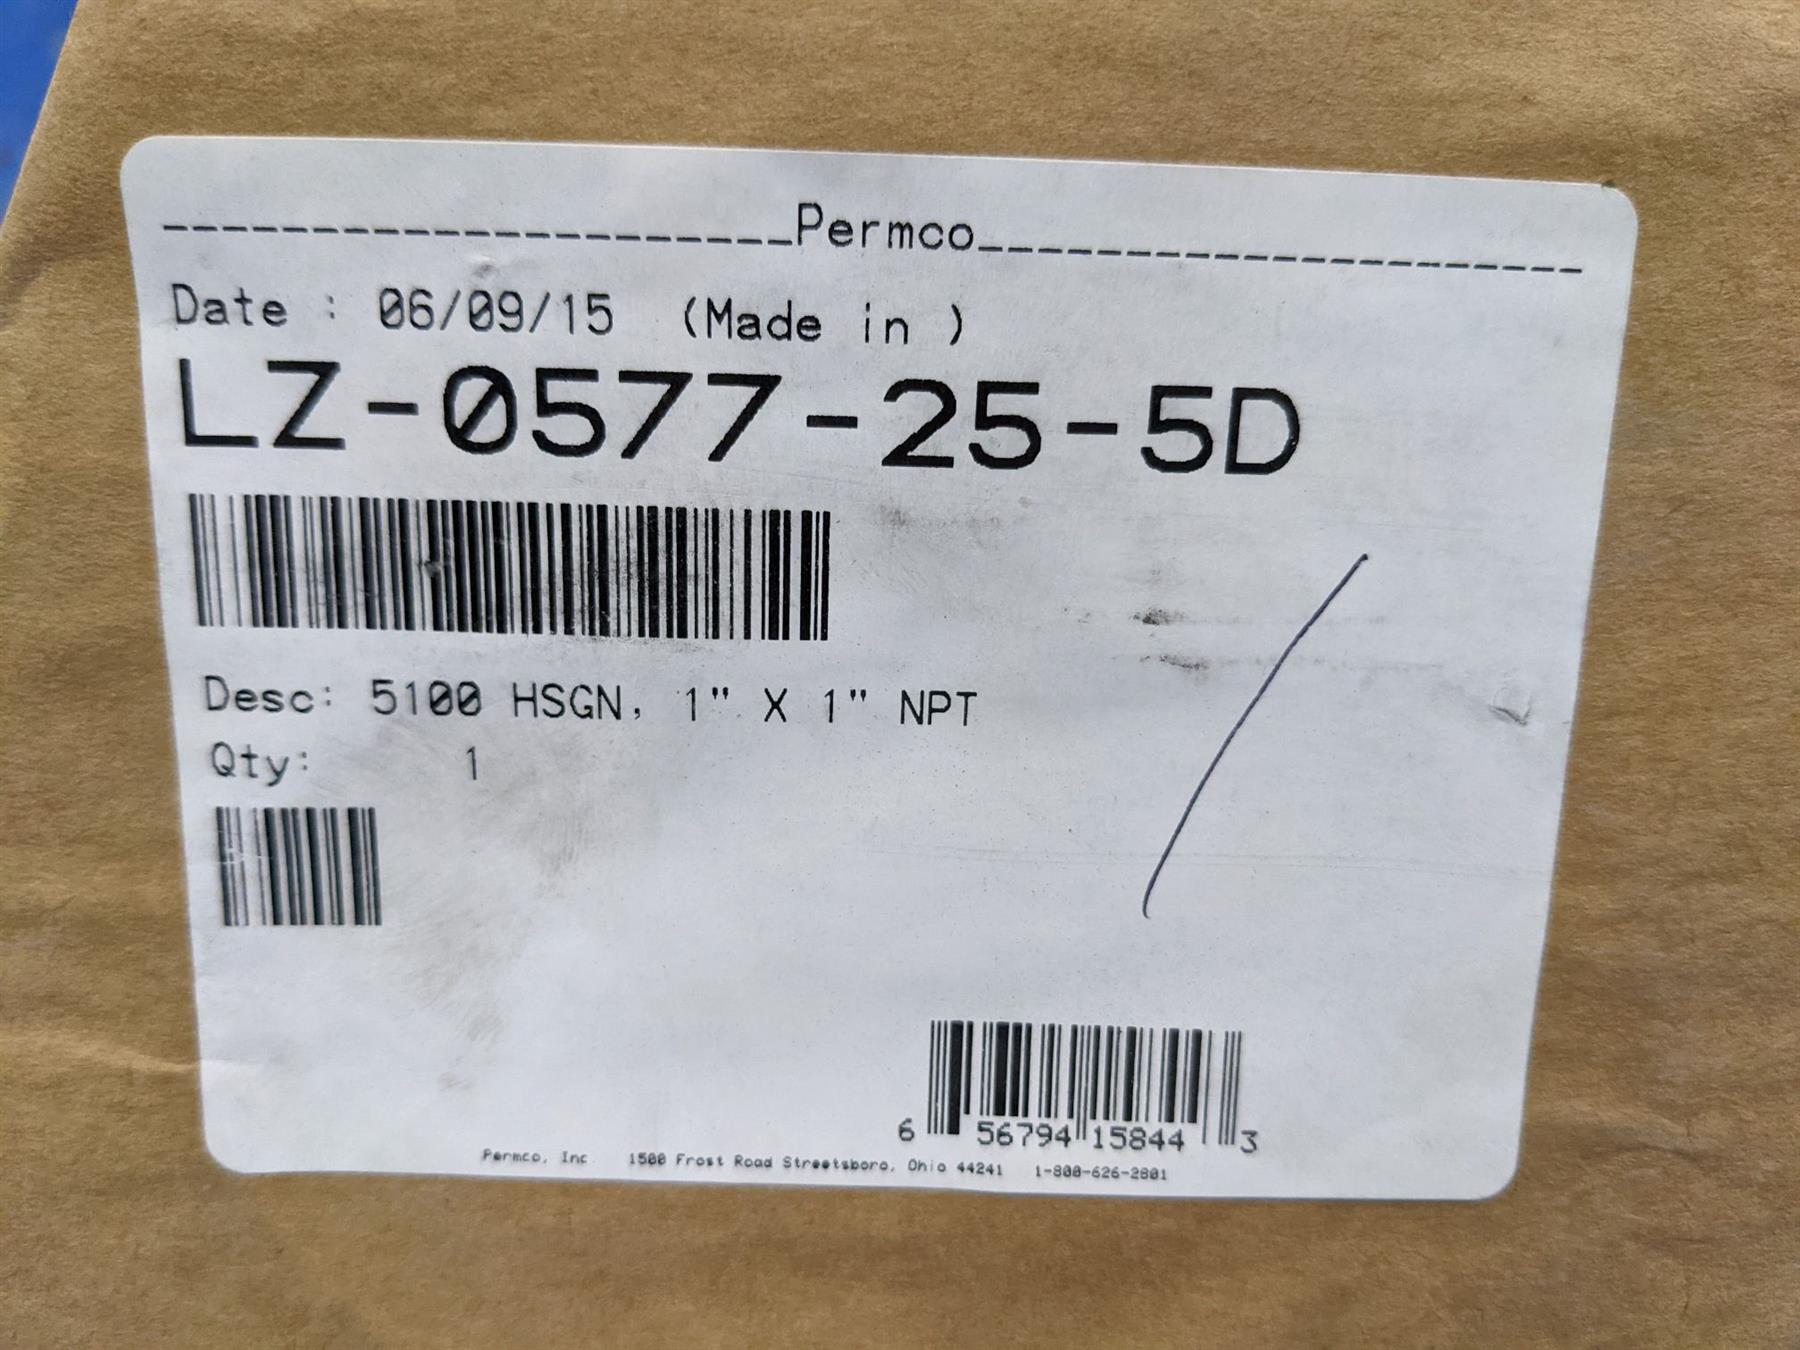 Permco
Date : 06/09/15 (Made in )
LZ-0577-25-5D
Desc: 5100 HSGN, 1" X 1" NPT
Qty: 1
6 56794 15844 3
Permco, Inc. 1500 Frost Road Streetsboro, Ohio 44241 1-800-626-2801